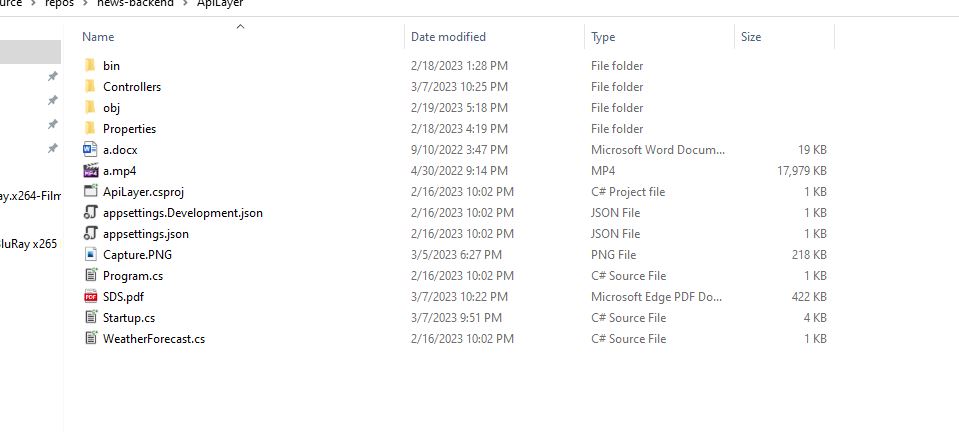 urce > repos > news-backend > ApiLayer
Name Date modified Type Size
bin 2/18/2023 1:28 PM File folder
Controllers 3/7/2023 10:25 PM File folder
obj 2/19/2023 5:18 PM File folder
Properties 2/18/2023 4:19 PM File folder
a.docx 9/10/2022 3:47 PM Microsoft Word Docum... 19 KB
a.mp4 4/30/2022 9:14 PM MP4 17,979 KB
ApiLayer.csproj 2/16/2023 10:02 PM C# Project file 1 KB
ay.x264-Film
appsettings.Development.json 2/16/2023 10:02 PM JSON File 1 KB
appsettings.json 2/16/2023 10:02 PM JSON File 1 KB
luRay x265
Capture.PNG 3/5/2023 6:27 PM PNG File 218 KB
Program.cs 2/16/2023 10:02 PM C# Source File 1 KB
SDS.pdf 3/7/2023 10:22 PM Microsoft Edge PDF Do... 422 KB
Startup.cs 3/7/2023 9:51 PM C# Source File 4 KB
WeatherForecast.cs 2/16/2023 10:02 PM C# Source File 1 KB